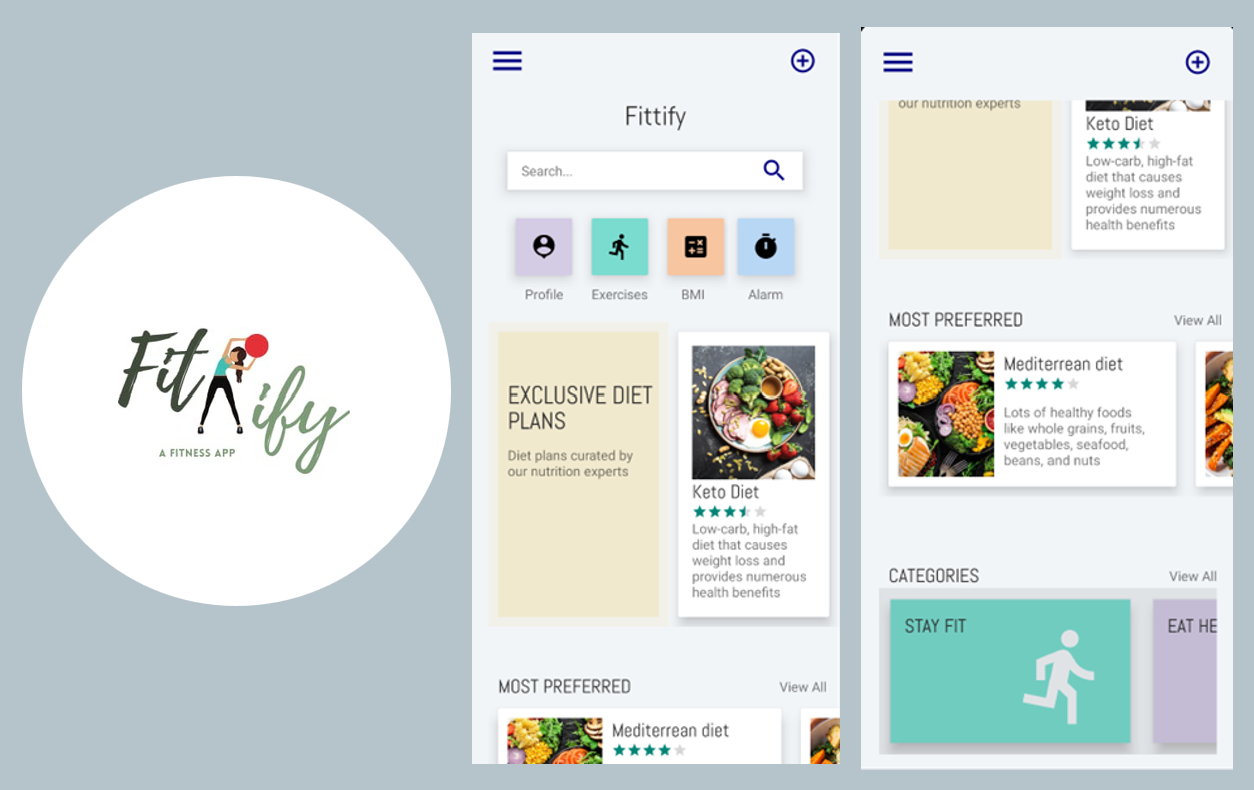 Fit ify
A FITNESS APP
Fittify
Search...
Profile
Exercises
BMI
Alarm
EXCLUSIVE DIET
PLANS
Diet plans curated by
our nutrition experts
Keto Diet
Low-carb, high-fat
diet that causes
weight loss and
provides numerous
health benefits
MOST PREFERRED
View All
Mediterrean diet
our nutrition experts
Keto Diet
Low-carb, high-fat
diet that causes
weight loss and
provides numerous
health benefits
MOST PREFERRED
View All
Mediterrean diet
Lots of healthy foods
like whole grains, fruits,
vegetables, seafood,
beans, and nuts
CATEGORIES
View All
STAY FIT
EAT HE